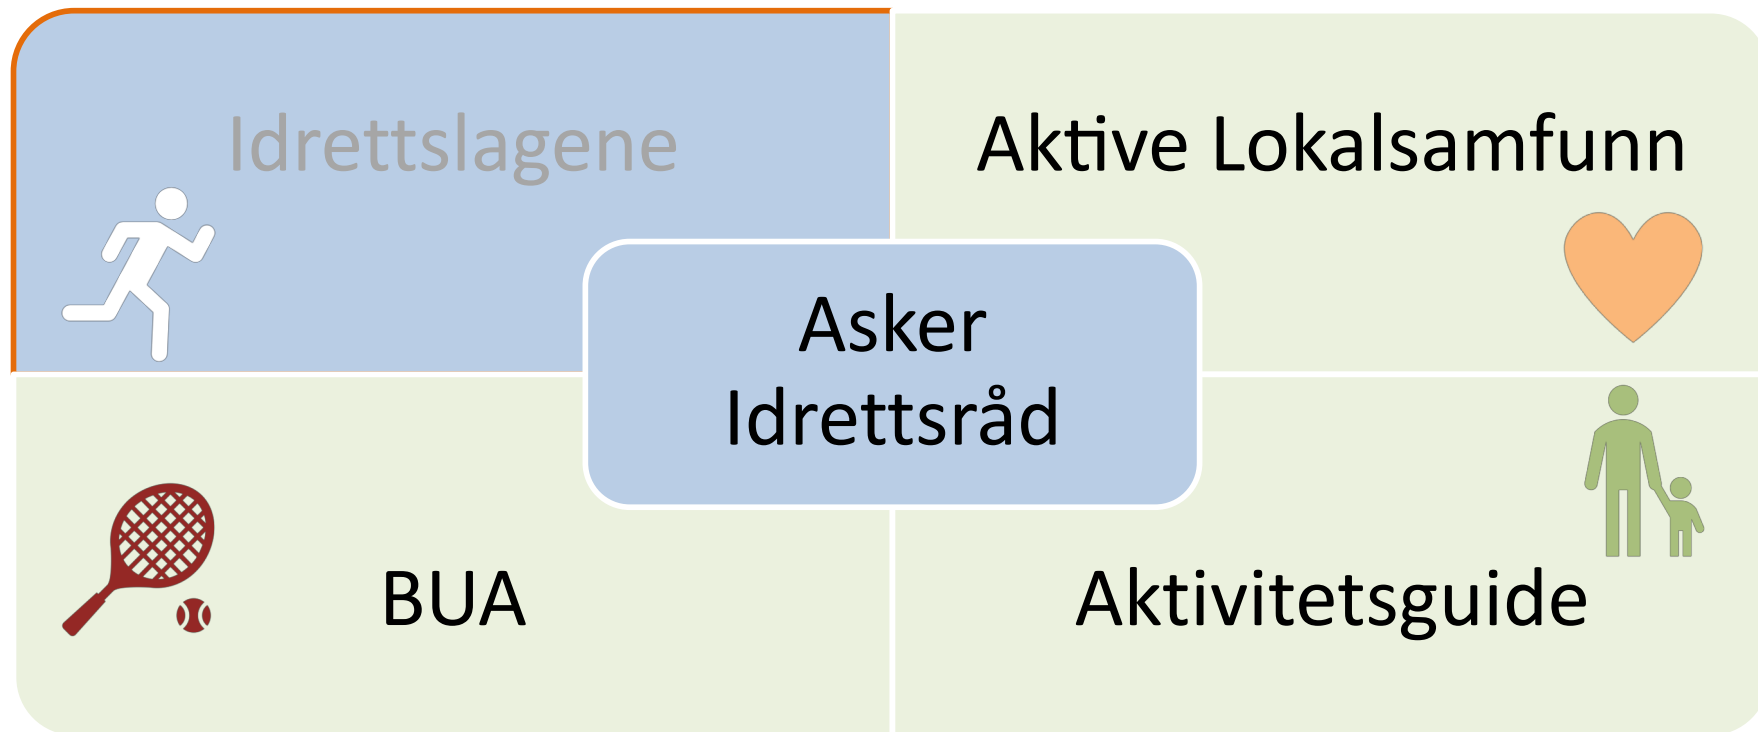 Idrettslagene
Aktive Lokalsamfunn
Asker
Idrettsråd
BUA
Aktivitetsguide